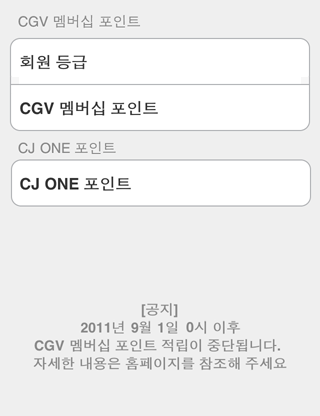 CGV 멤버십 포인트
회원 등급
CGV 멤버십 포인트
CJ ONE 포인트
CJ ONE 포인트
[공지]
2011년 9월 1일 0시 이후
CGV 멤버십 포인트 적립이 중단됩니다.
자세한 내용은 홈페이지를 참조해 주세요